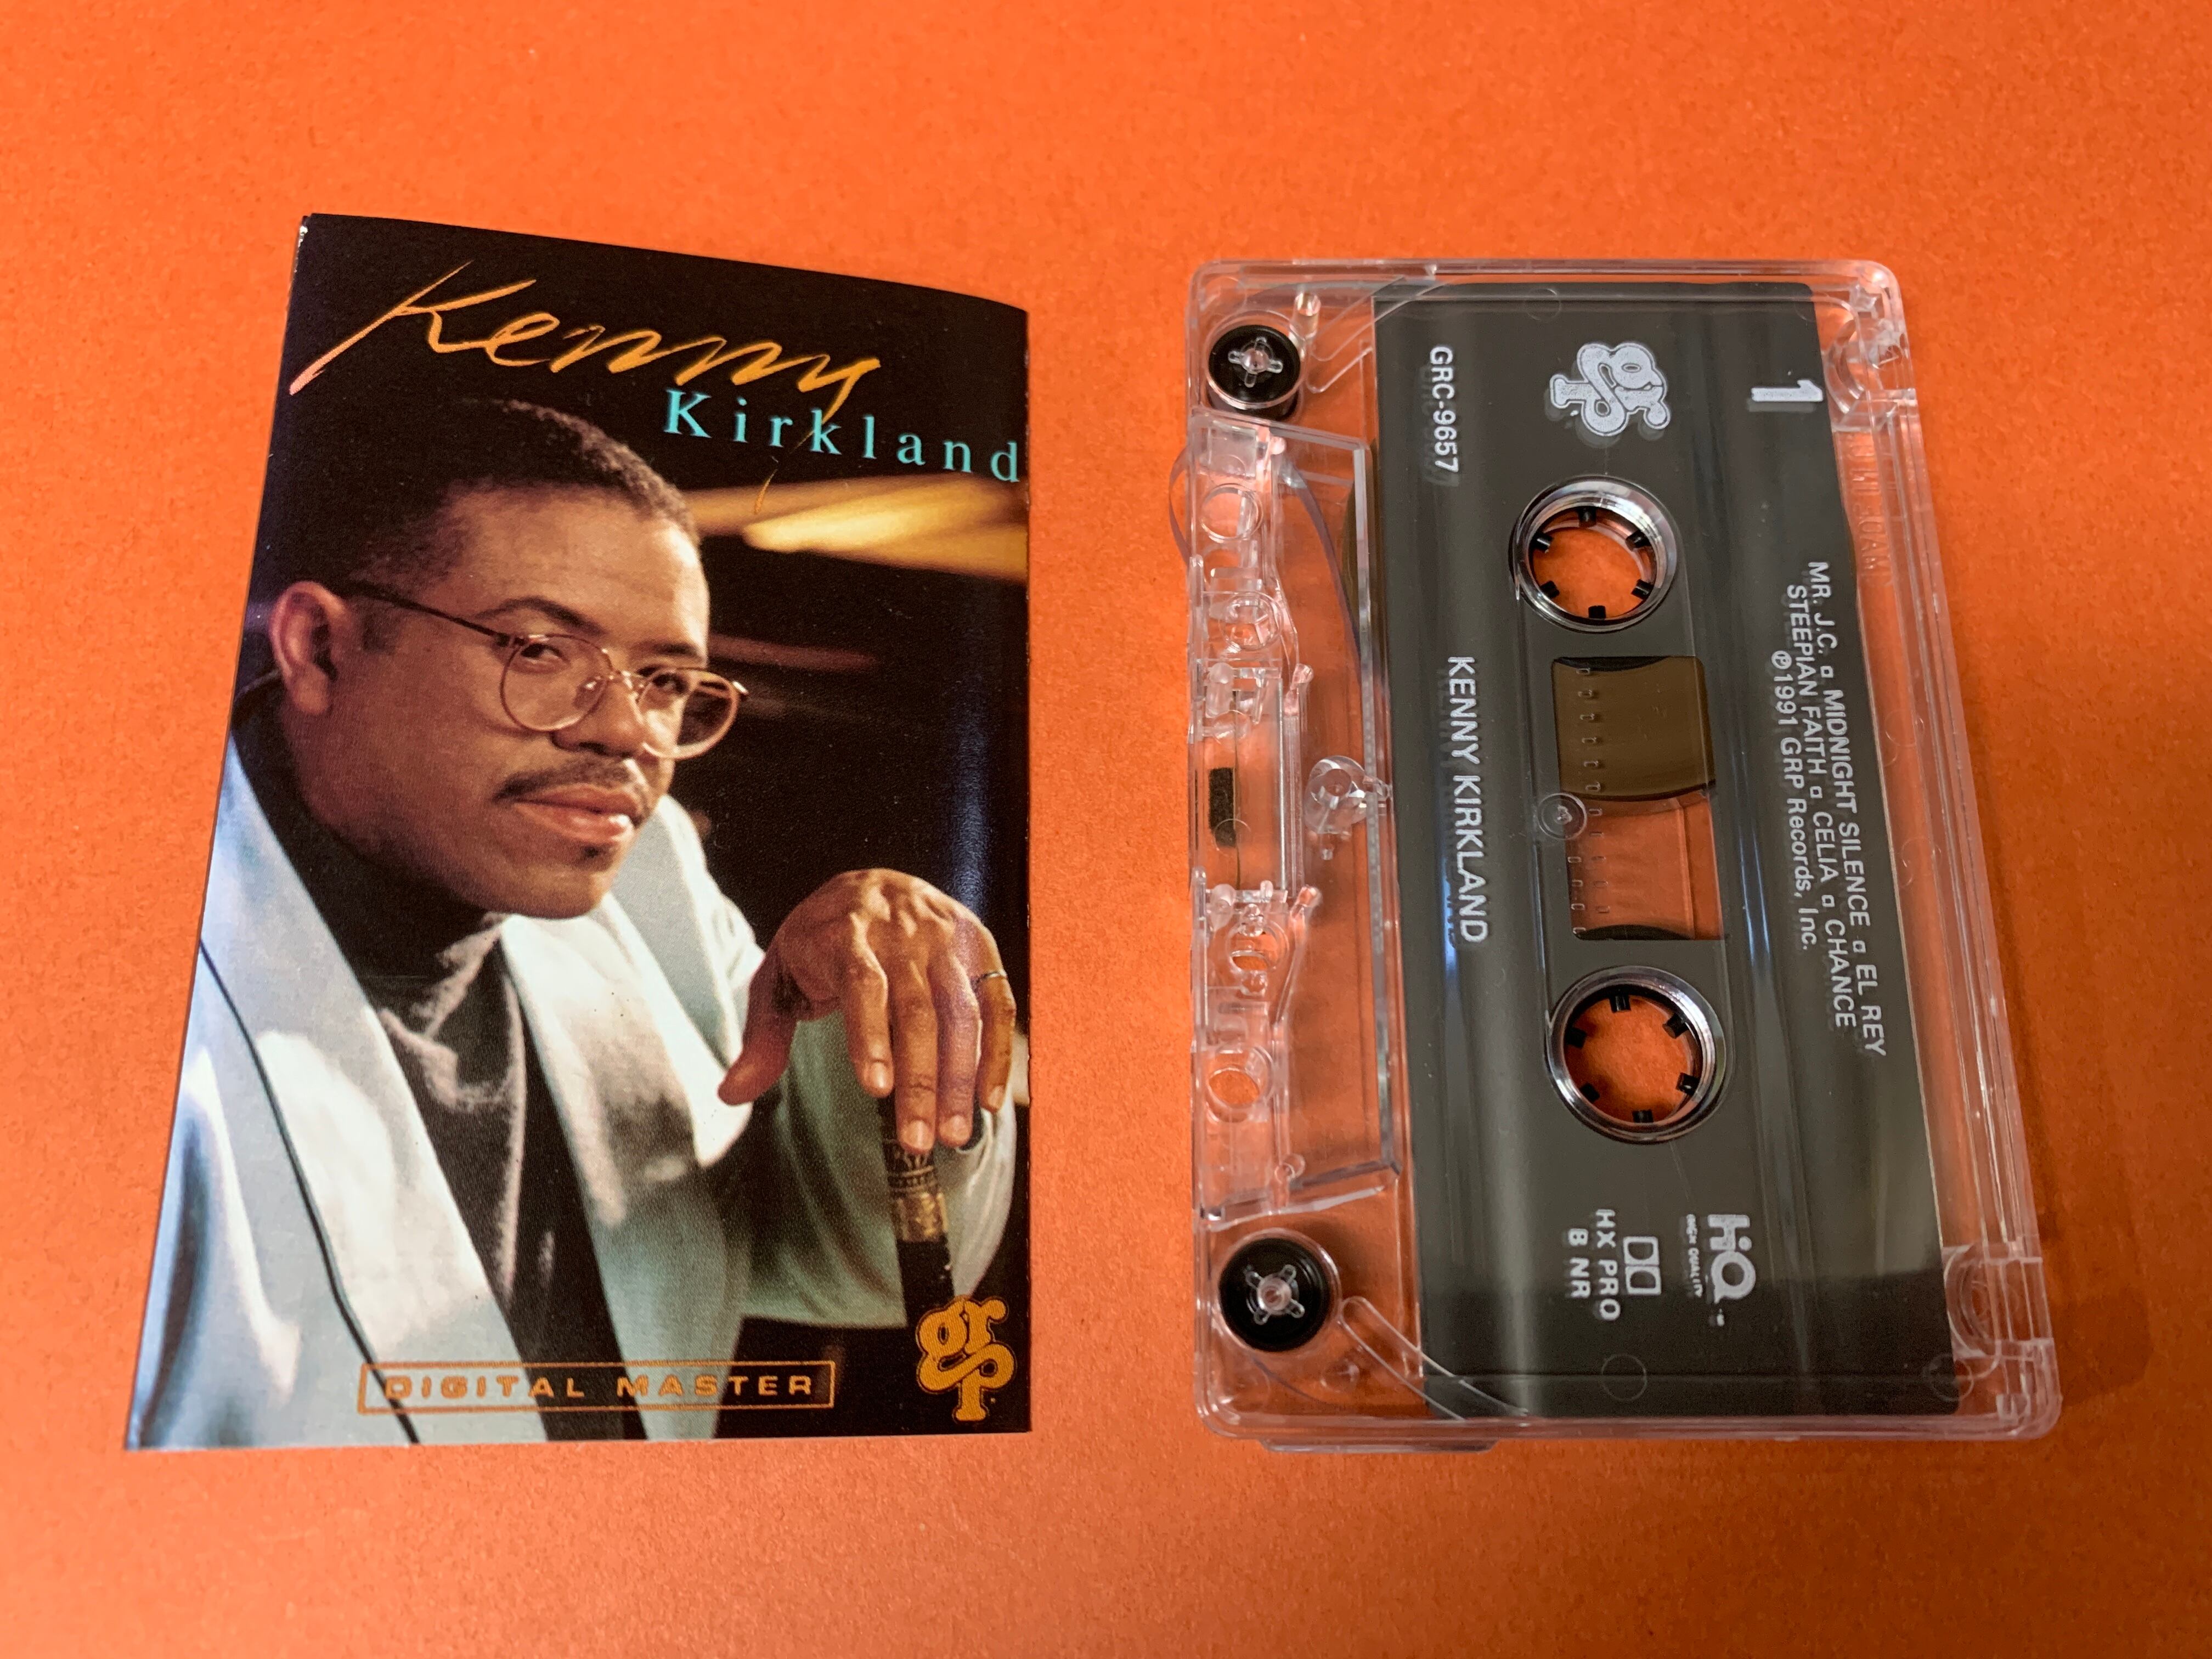 Kenny
Kirkland
DIGITAL MASTER
grp
1
grp
GRC-9657
MR. J.C. ▫ MIDNIGHT SILENCE ▫ EL REY
STEEPIAN FAITH ▫ CELIA ▫ CHANCE
℗1991 GRP Records, Inc.
KENNY KIRKLAND
HiQ
HIGH QUALITY
HX PRO
B NR